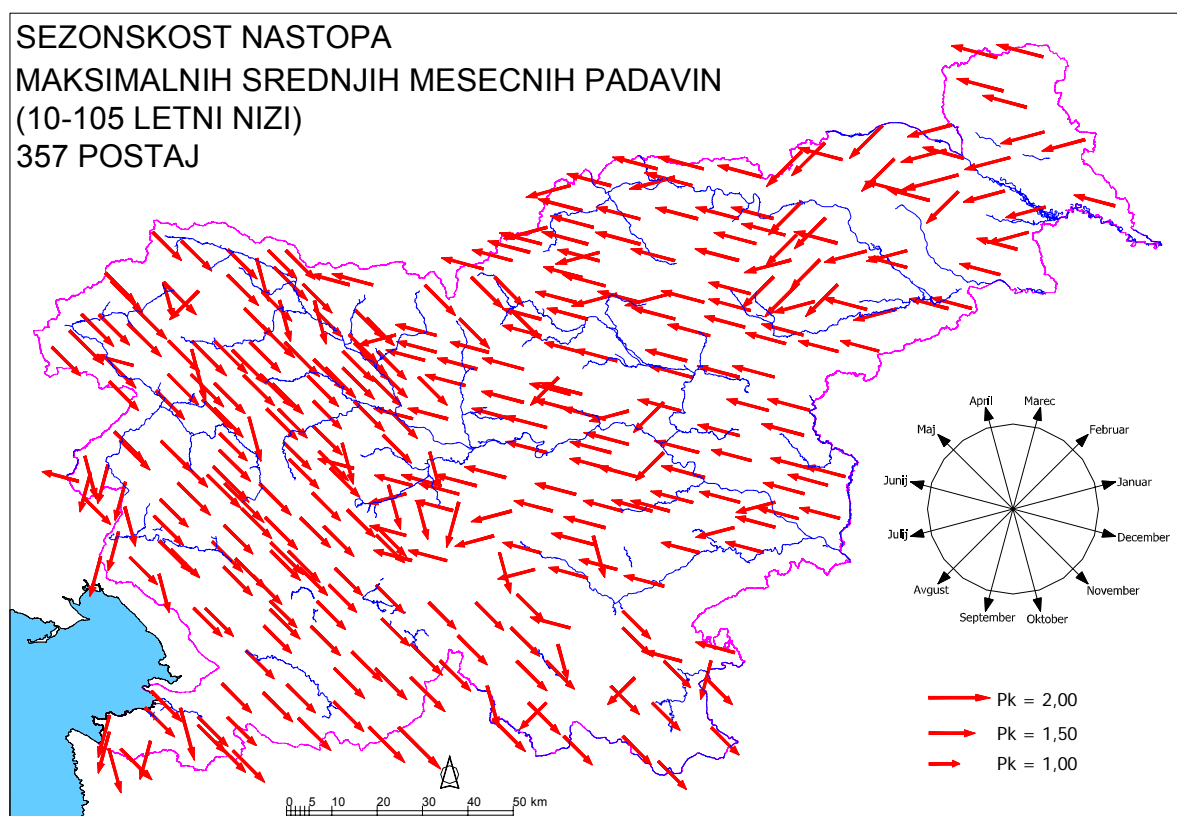 SEZONSKOST NASTOPA
MAKSIMALNIH SREDNJIH MESECNIH PADAVIN
(10-105 LETNI NIZI)
357 POSTAJ
April
Marec
Maj
Februar
Junij
Januar
Julij
December
Avgust
November
September
Oktober
Pk = 2,00
Pk = 1,50
Pk = 1,00
0 5 10 20 30 40 50 km